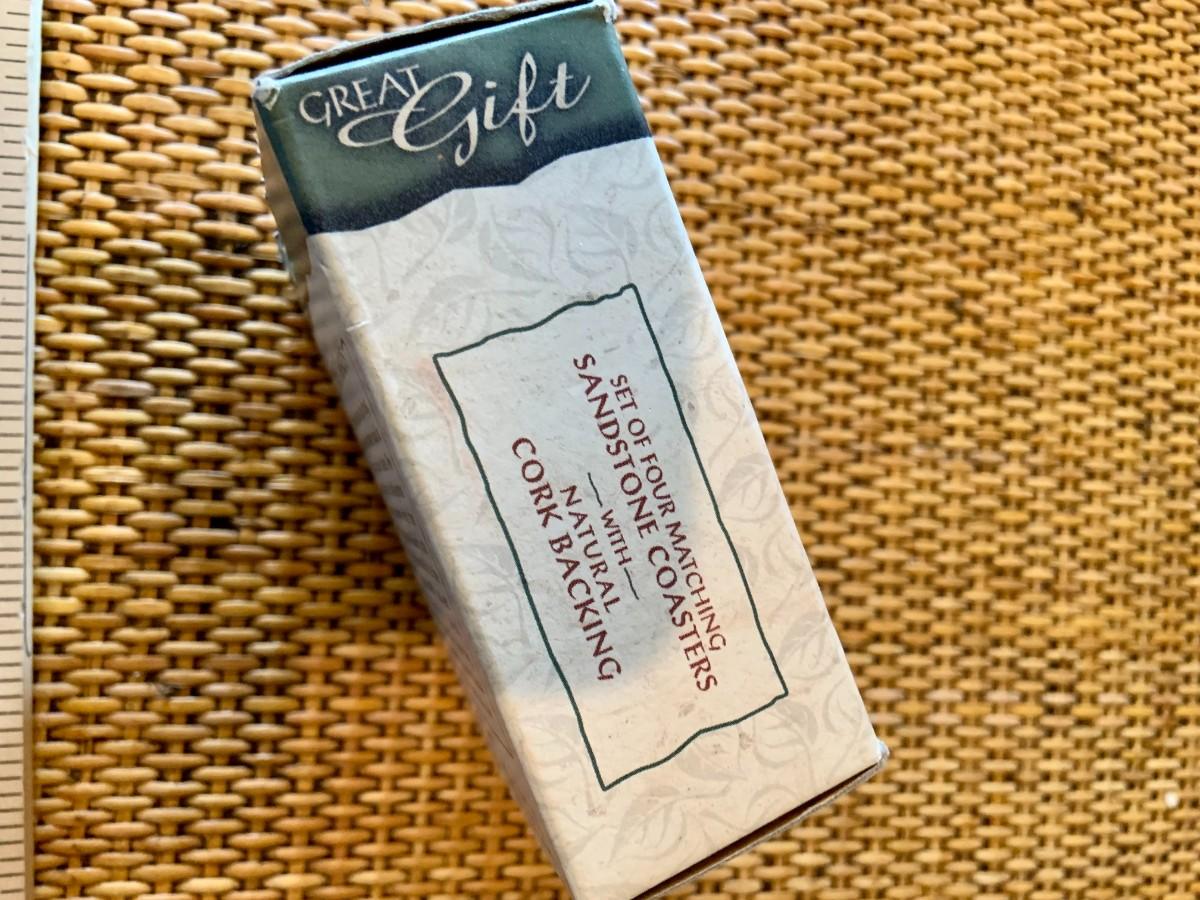 GREAT
Gift
SET OF FOUR MATCHING
SANDSTONE COASTERS
— WITH —
NATURAL
CORK BACKING